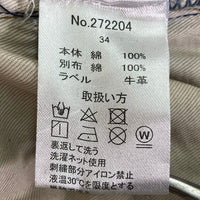 No.272204
34
本体 綿 100%
別布 綿 100%
ラベル 牛革
取扱い方
裏返して洗う
洗濯ネット使用
刺繍部分アイロン禁止
液温30℃を限度とする